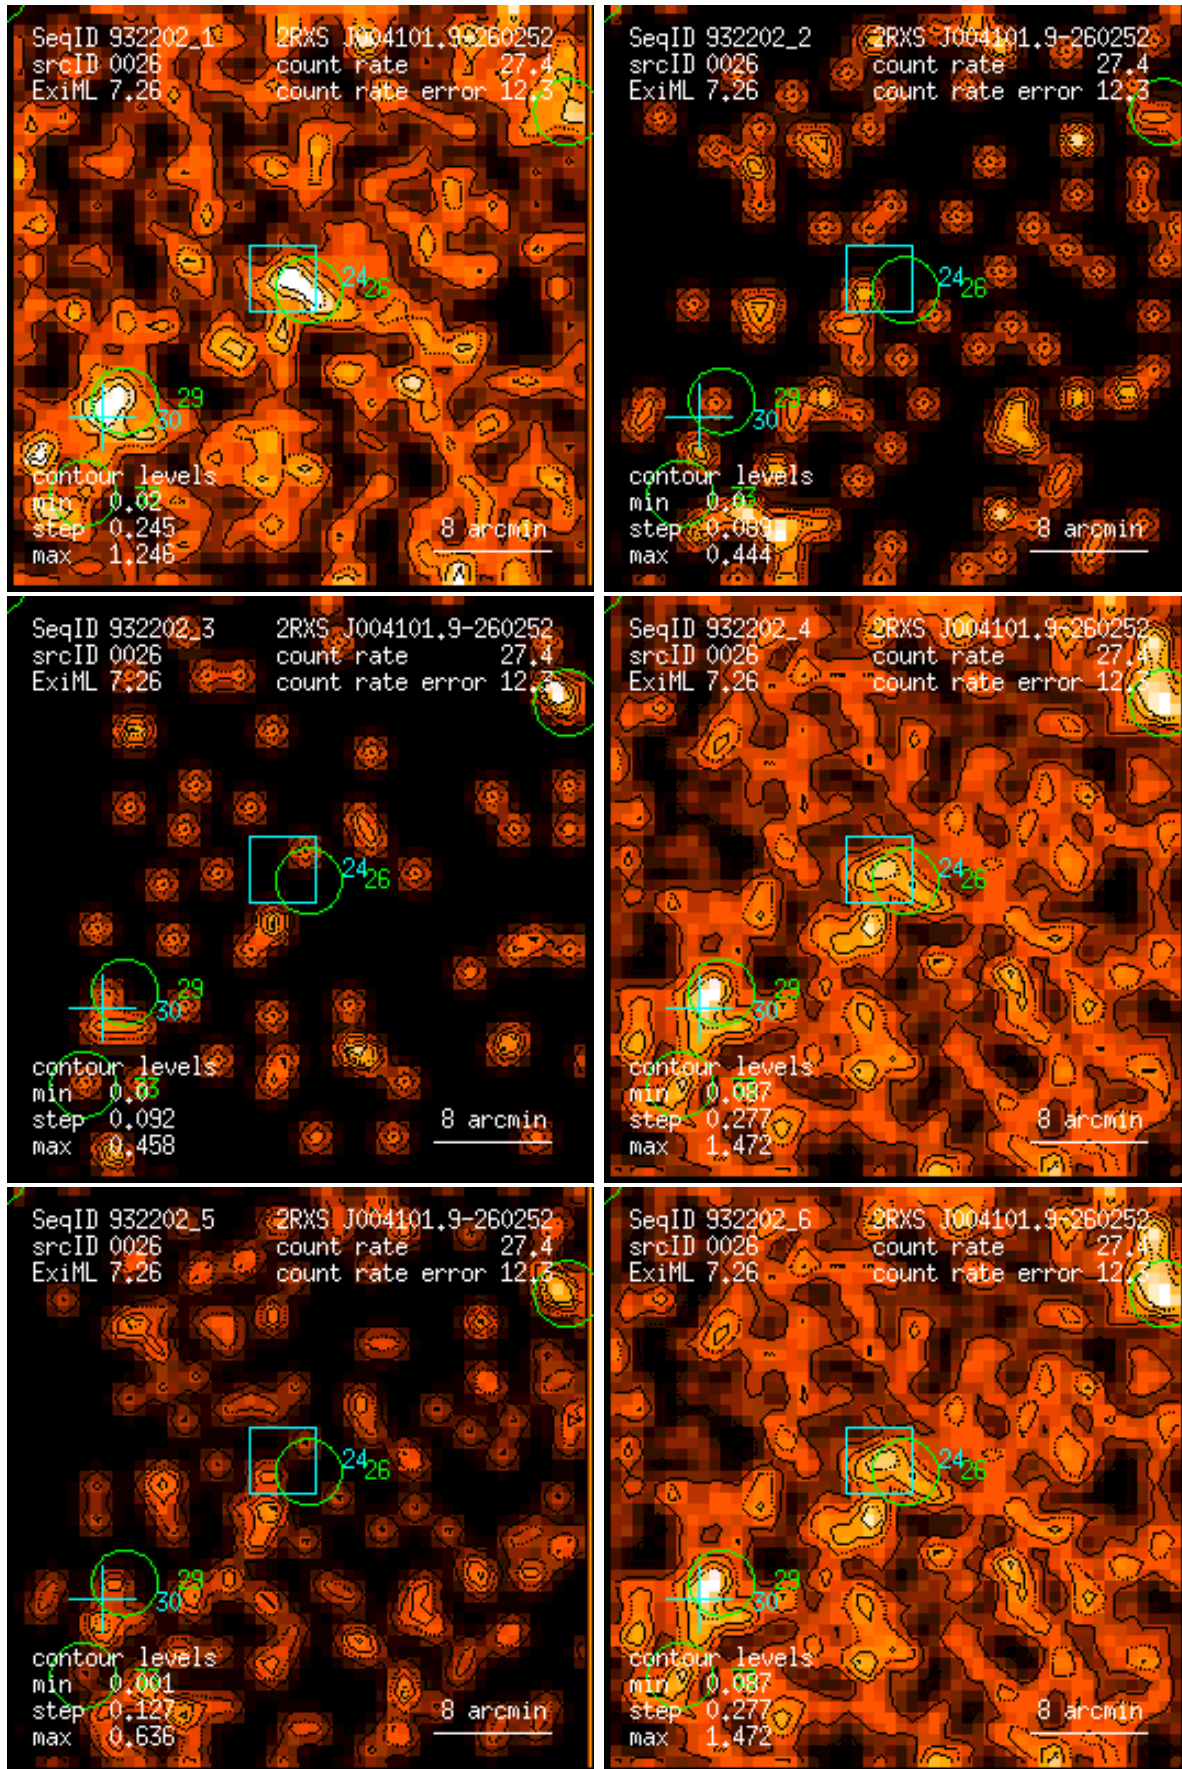 SeqID 932202_1 2RXS J004101.9-260252
srcID 0026 count rate 27.4
ExiML 7.26 count rate error 12.3
24 26
29
30
contour levels
min 0.02
step 0.245 8 arcmin
max 1.246
SeqID 932202_2 2RXS J004101.9-260252
srcID 0026 count rate 27.4
ExiML 7.26 count rate error 12.3
24 26
29
30
contour levels
min 0.0
step 0.089 8 arcmin
max 0.444
SeqID 932202_3 2RXS J004101.9-260252
srcID 0026 count rate 27.4
ExiML 7.26 count rate error 12.3
24 26
29
30
contour levels
min 0.0
step 0.092 8 arcmin
max 0.458
SeqID 932202_4 2RXS J004101.9-260252
srcID 0026 count rate 27.4
ExiML 7.26 count rate error 12.3
24 26
29
30
contour levels
min 0.087
step 0.277 8 arcmin
max 1.472
SeqID 932202_5 2RXS J004101.9-260252
srcID 0026 count rate 27.4
ExiML 7.26 count rate error 12.3
24 26
29
30
contour levels
min 0.001
step 0.127 8 arcmin
max 0.636
SeqID 932202_6 2RXS J004101.9-260252
srcID 0026 count rate 27.4
ExiML 7.26 count rate error 12.3
24 26
29
30
contour levels
min 0.087
step 0.277 8 arcmin
max 1.472